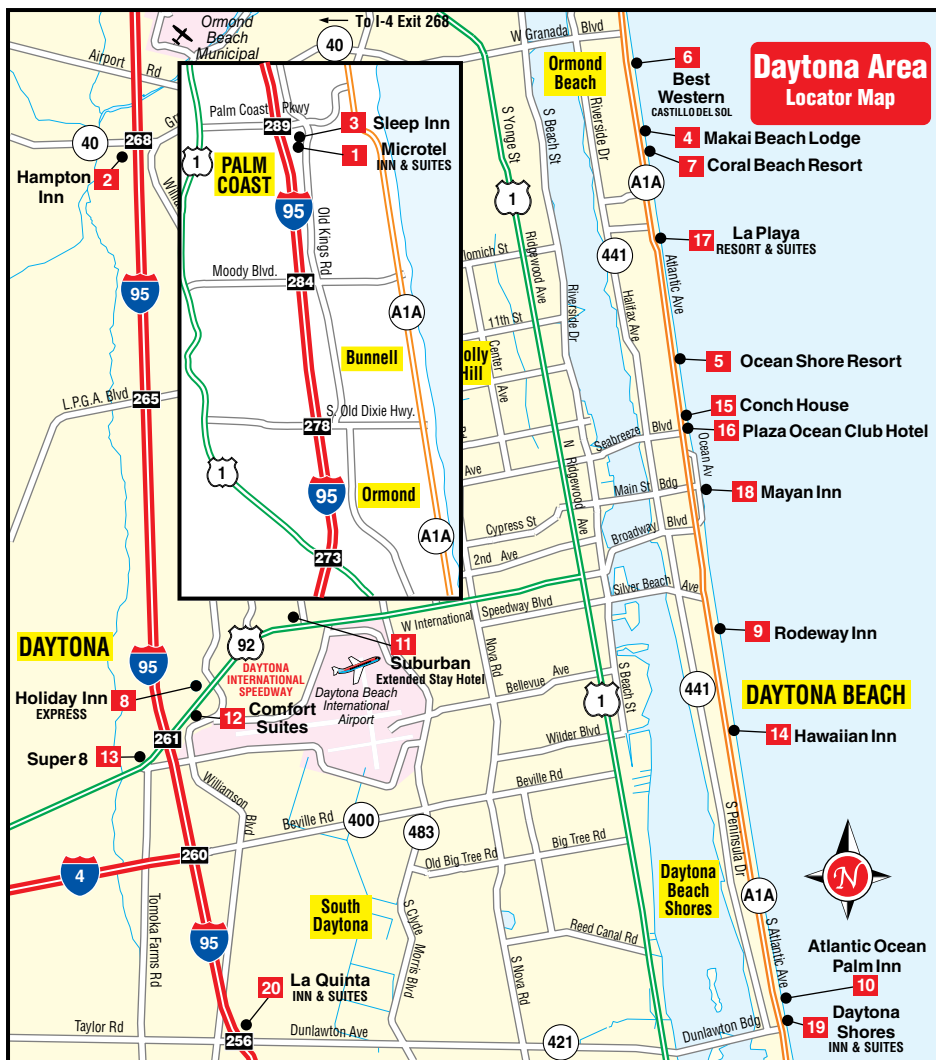 Daytona Area
Locator Map
← To I-4 Exit 268
Ormond
Beach
Municipal
Airport Rd
40
40
268
Hampton
Inn
2
95
265
L.P.G.A. Blvd
1
Palm Coast Pkwy
289
3 Sleep Inn
1 Microtel
INN & SUITES
PALM
COAST
95
Old Kings Rd
Moody Blvd.
284
A1A
Bunnell
S. Old Dixie Hwy.
278
1
95
Ormond
A1A
273
W Granada Blvd
Ormond
Beach
S Yonge St
S Beach St
Riverside Dr
1
Ridgewood Ave
Riverside Dr
11th St
Center Ave
Ave
441
Halifax Ave
A1A
Atlantic Ave
6
Best
Western
CASTILLO DEL SOL
4 Makai Beach Lodge
7 Coral Beach Resort
17 La Playa
RESORT & SUITES
5 Ocean Shore Resort
15 Conch House
16 Plaza Ocean Club Hotel
18 Mayan Inn
Seabreeze Blvd
Ocean Av
Main St Bdg
N Ridgewood Ave
Cypress St
2nd Ave
Broadway Blvd
Silver Beach Ave
W International Speedway Blvd
92
DAYTONA
95
DAYTONA
INTERNATIONAL
SPEEDWAY
11
Suburban
Extended Stay Hotel
Daytona Beach
International
Airport
Nova Rd
Bellevue Ave
S Beach St
1
441
9 Rodeway Inn
DAYTONA BEACH
14 Hawaiian Inn
Holiday Inn
EXPRESS
8
12 Comfort
Suites
261
Super 8 13
Wilder Blvd
Williamson Blvd
Beville Rd
Beville Rd
400
483
Old Big Tree Rd
Big Tree Rd
S Peninsula Dr
N
4
260
Tomoka Farms Rd
95
South
Daytona
S Clyde Morris Blvd
S Nova Rd
Reed Canal Rd
Daytona
Beach
Shores
A1A
S Atlantic Ave
Atlantic Ocean
Palm Inn
10
19 Daytona
Shores
INN & SUITES
20 La Quinta
INN & SUITES
Taylor Rd
256
Dunlawton Ave
421
Dunlawton Bdg